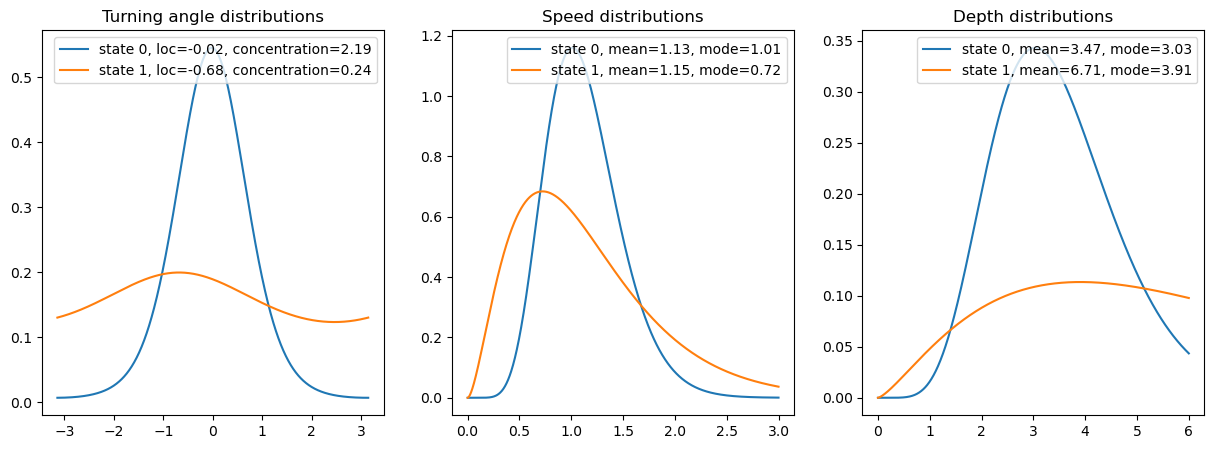 Turning angle distributions
state 0, loc=-0.02, concentration=2.19
state 1, loc=-0.68, concentration=0.24
0.5
0.4
0.3
0.2
0.1
0.0
−3 −2 −1 0 1 2 3
Speed distributions
state 0, mean=1.13, mode=1.01
state 1, mean=1.15, mode=0.72
1.2
1.0
0.8
0.6
0.4
0.2
0.0
0.0 0.5 1.0 1.5 2.0 2.5 3.0
Depth distributions
state 0, mean=3.47, mode=3.03
state 1, mean=6.71, mode=3.91
0.35
0.30
0.25
0.20
0.15
0.10
0.05
0.00
0 1 2 3 4 5 6